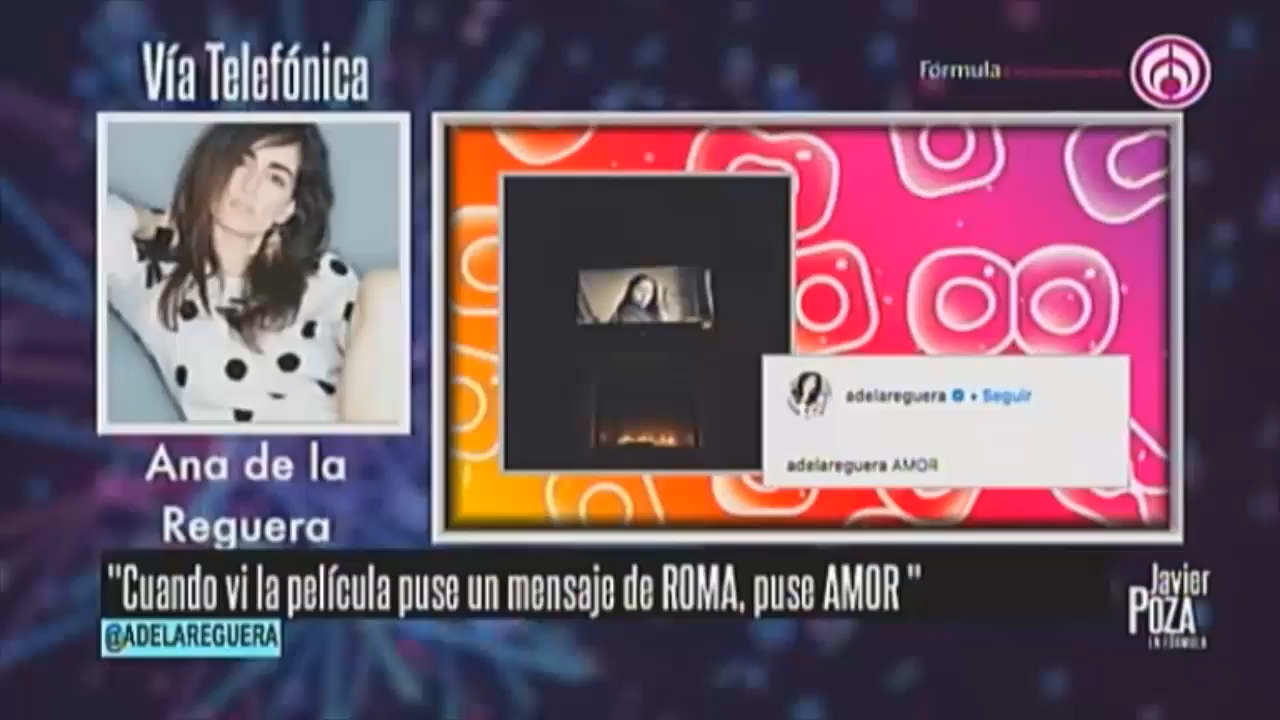 Vía Telefónica
Fórmula
adelareguera • Seguir
adelareguera AMOR
Ana de la
Reguera
"Cuando vi la película puse un mensaje de ROMA, puse AMOR "
@ADELAREGUERA
Javier
POZA
EN FÓRMULA